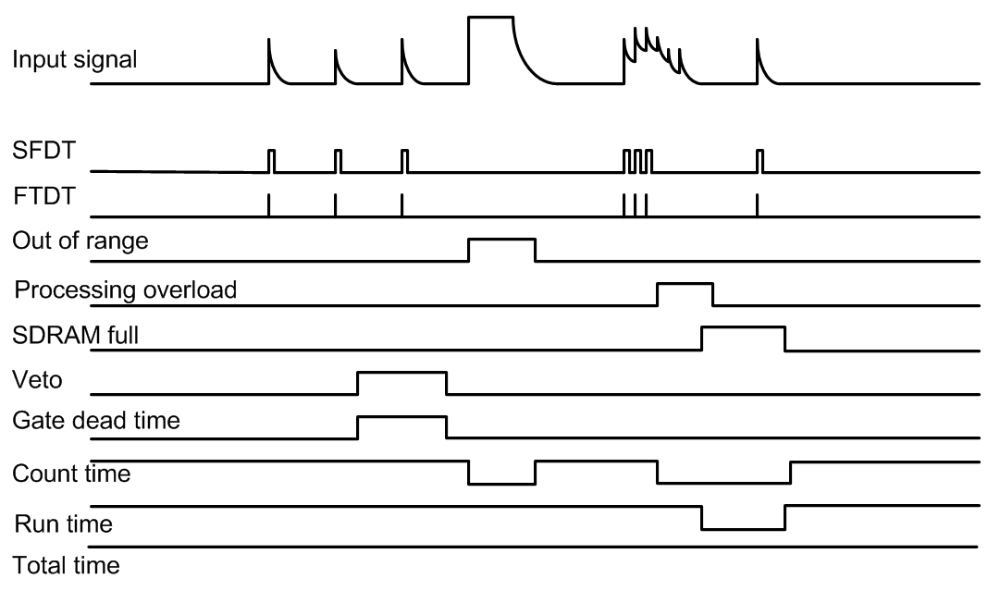 Input signal
SFDT
FTDT
Out of range
Processing overload
SDRAM full
Veto
Gate dead time
Count time
Run time
Total time